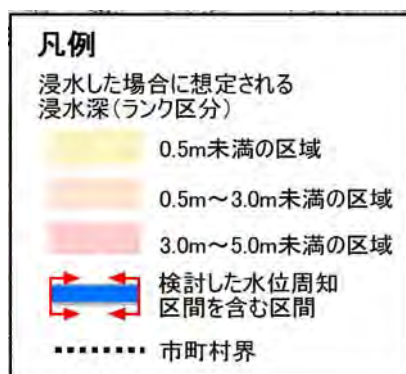 凡例
浸水した場合に想定される
浸水深(ランク区分)
0.5m未満の区域
0.5m～3.0m未満の区域
3.0m～5.0m未満の区域
検討した水位周知
区間を含む区間
市町村界